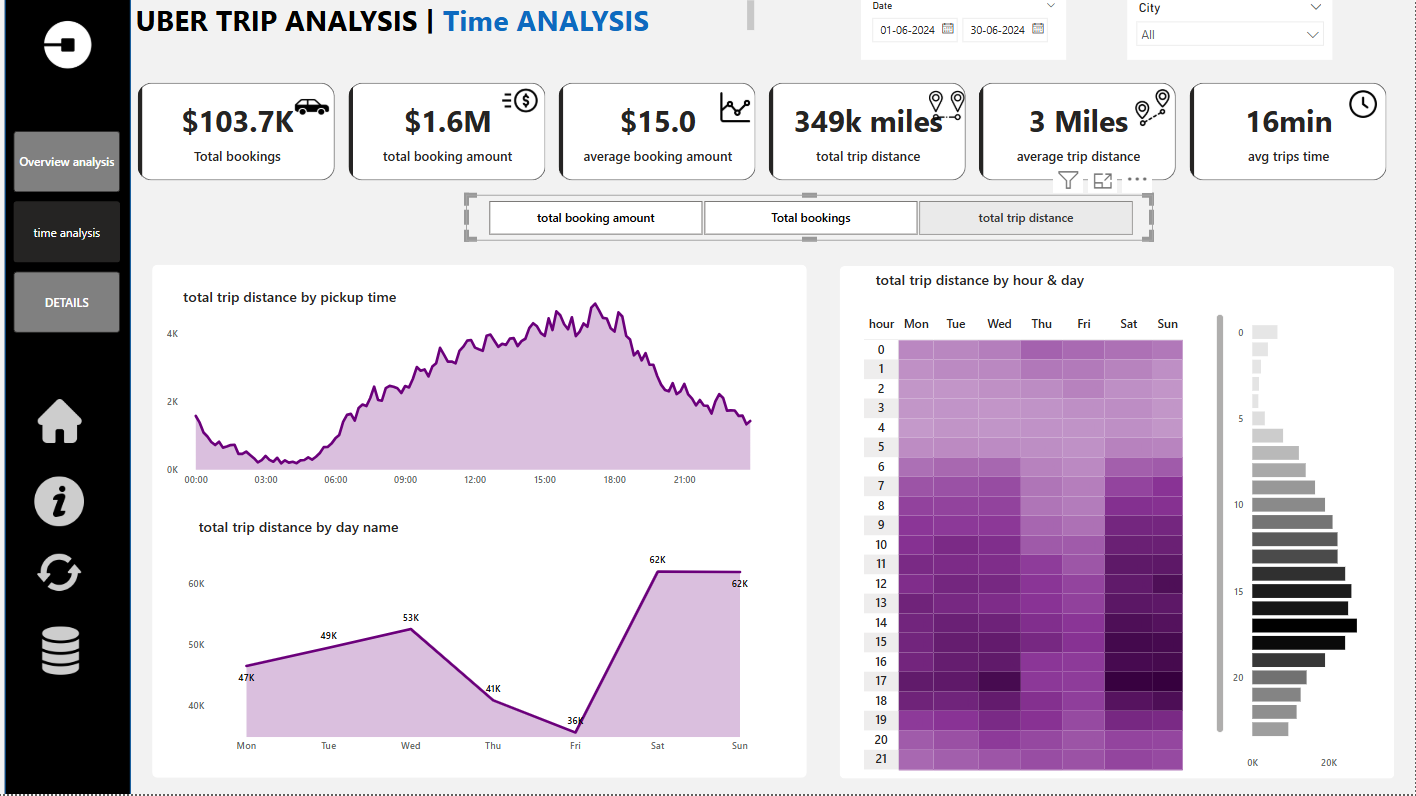 UBER TRIP ANALYSIS | Time ANALYSIS
Date
01-06-2024 30-06-2024
City
All
$103.7K
Total bookings
$1.6M
total booking amount
$15.0
average booking amount
349k miles
total trip distance
3 Miles
average trip distance
16min
avg trips time
Overview analysis
time analysis
DETAILS
total booking amount
Total bookings
total trip distance
total trip distance by pickup time
4K
2K
0K
00:00 03:00 06:00 09:00 12:00 15:00 18:00 21:00
total trip distance by day name
60K
50K
40K
47K
49K
53K
41K
36K
62K
62K
Mon Tue Wed Thu Fri Sat Sun
total trip distance by hour & day
hour Mon Tue Wed Thu Fri Sat Sun
0
1
2
3
4
5
6
7
8
9
10
11
12
13
14
15
16
17
18
19
20
21
0
5
10
15
20
0K 20K